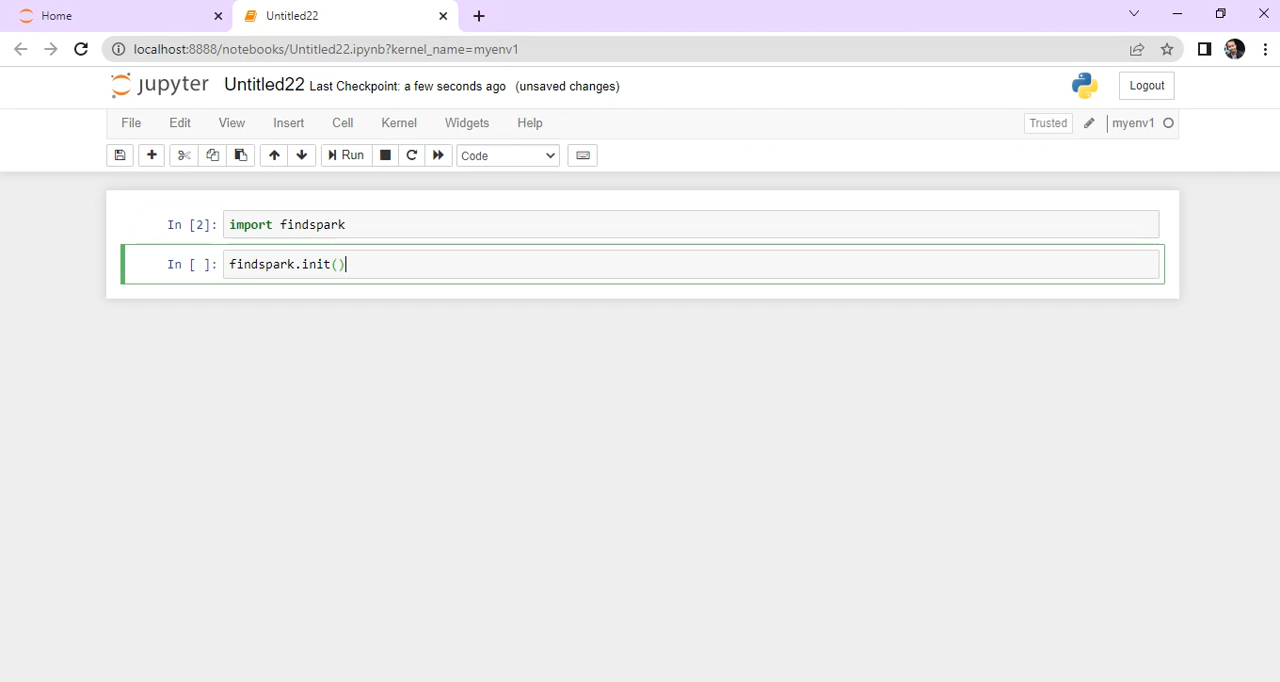 Home
Untitled22
localhost:8888/notebooks/Untitled22.ipynb?kernel_name=myenv1
jupyter Untitled22 Last Checkpoint: a few seconds ago (unsaved changes)
Logout
File Edit View Insert Cell Kernel Widgets Help
Trusted
myenv1
Run
Code
In [2]: import findspark
In [ ]: findspark.init()